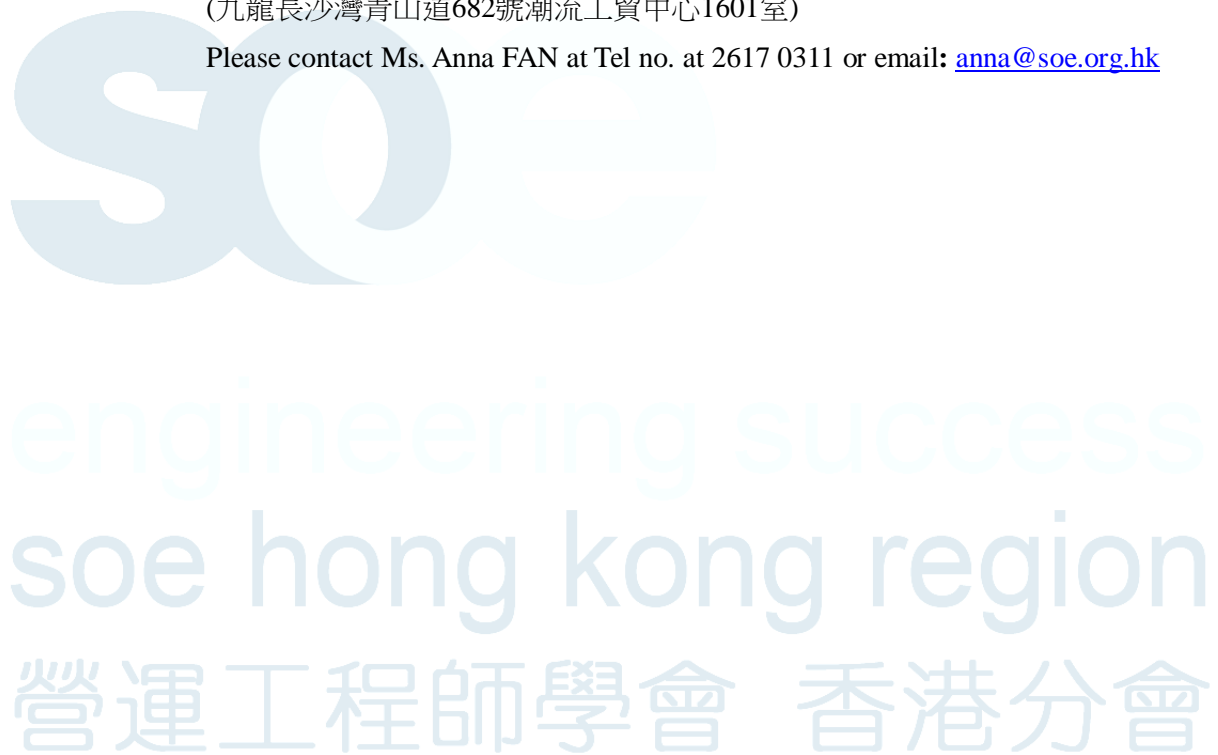 (九龍長沙灣青山道682號潮流工貿中心1601室)
Please contact Ms. Anna FAN at Tel no. at 2617 0311 or email: anna@soe.org.hk
soe
engineering success
soe hong kong region
營運工程師學會 香港分會